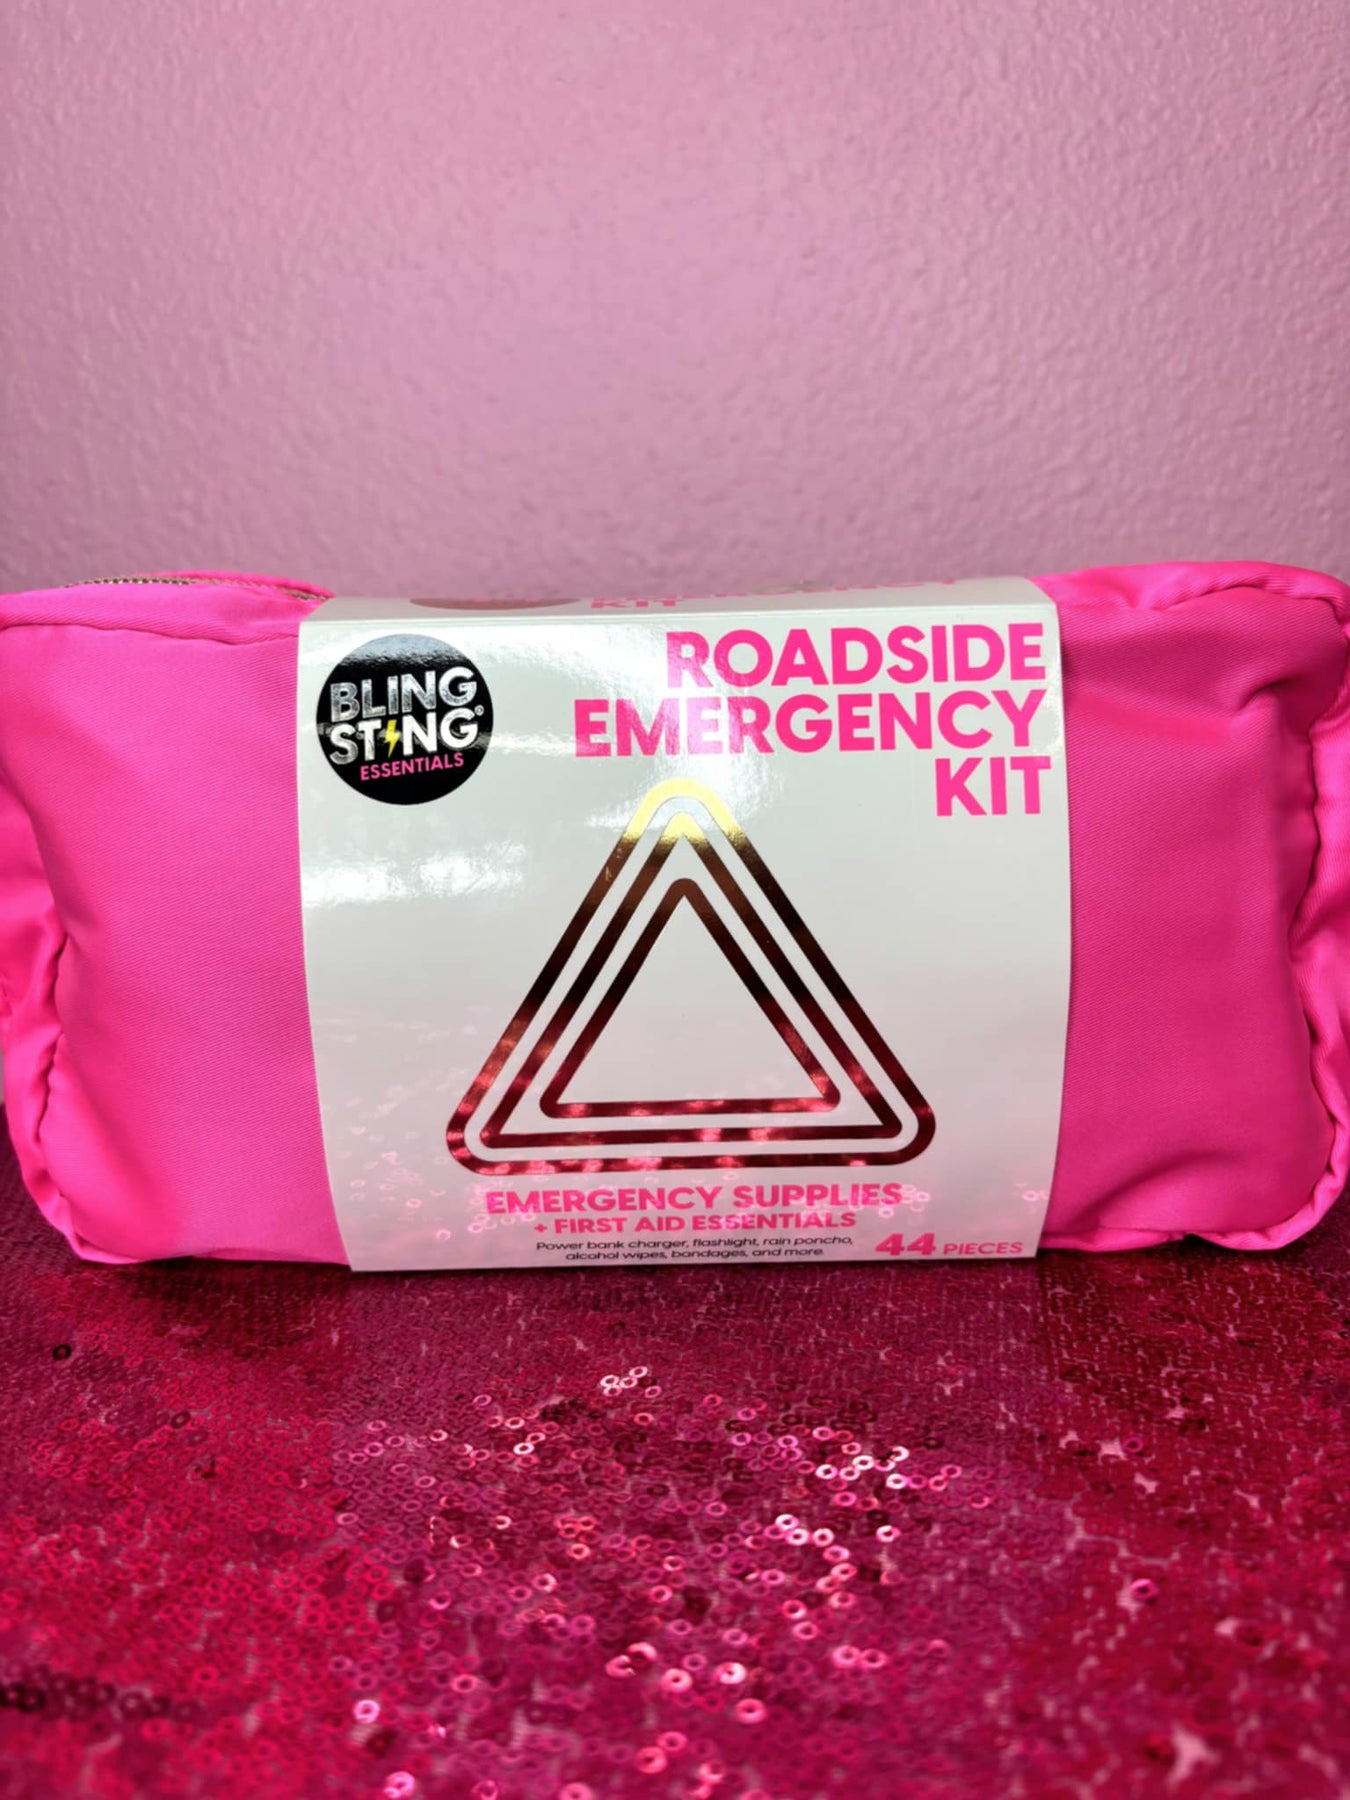 BLING
STING®
ESSENTIALS
ROADSIDE
EMERGENCY
KIT
EMERGENCY SUPPLIES
+ FIRST AID ESSENTIALS
Power bank charger, flashlight, rain poncho,
alcohol wipes, bandages, and more.
44 PIECES
KIT